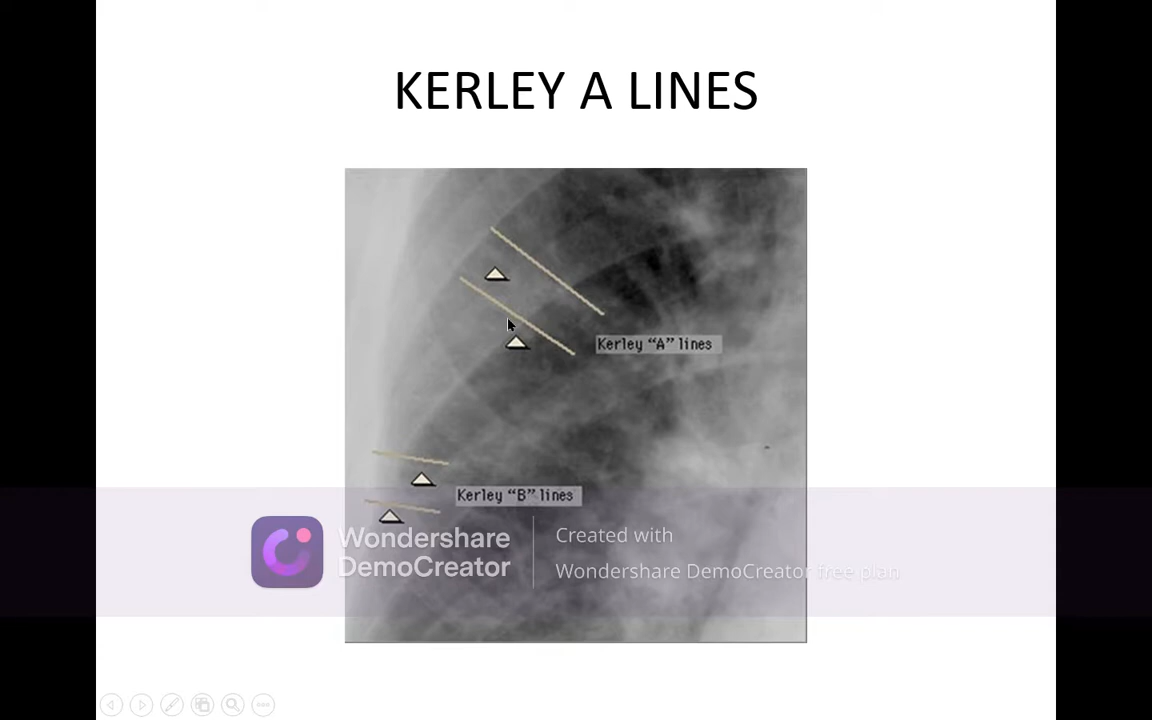 KERLEY A LINES
Kerley “A” lines
Kerley “B” lines
Wondershare
DemoCreator
Created with
Wondershare DemoCreator free plan